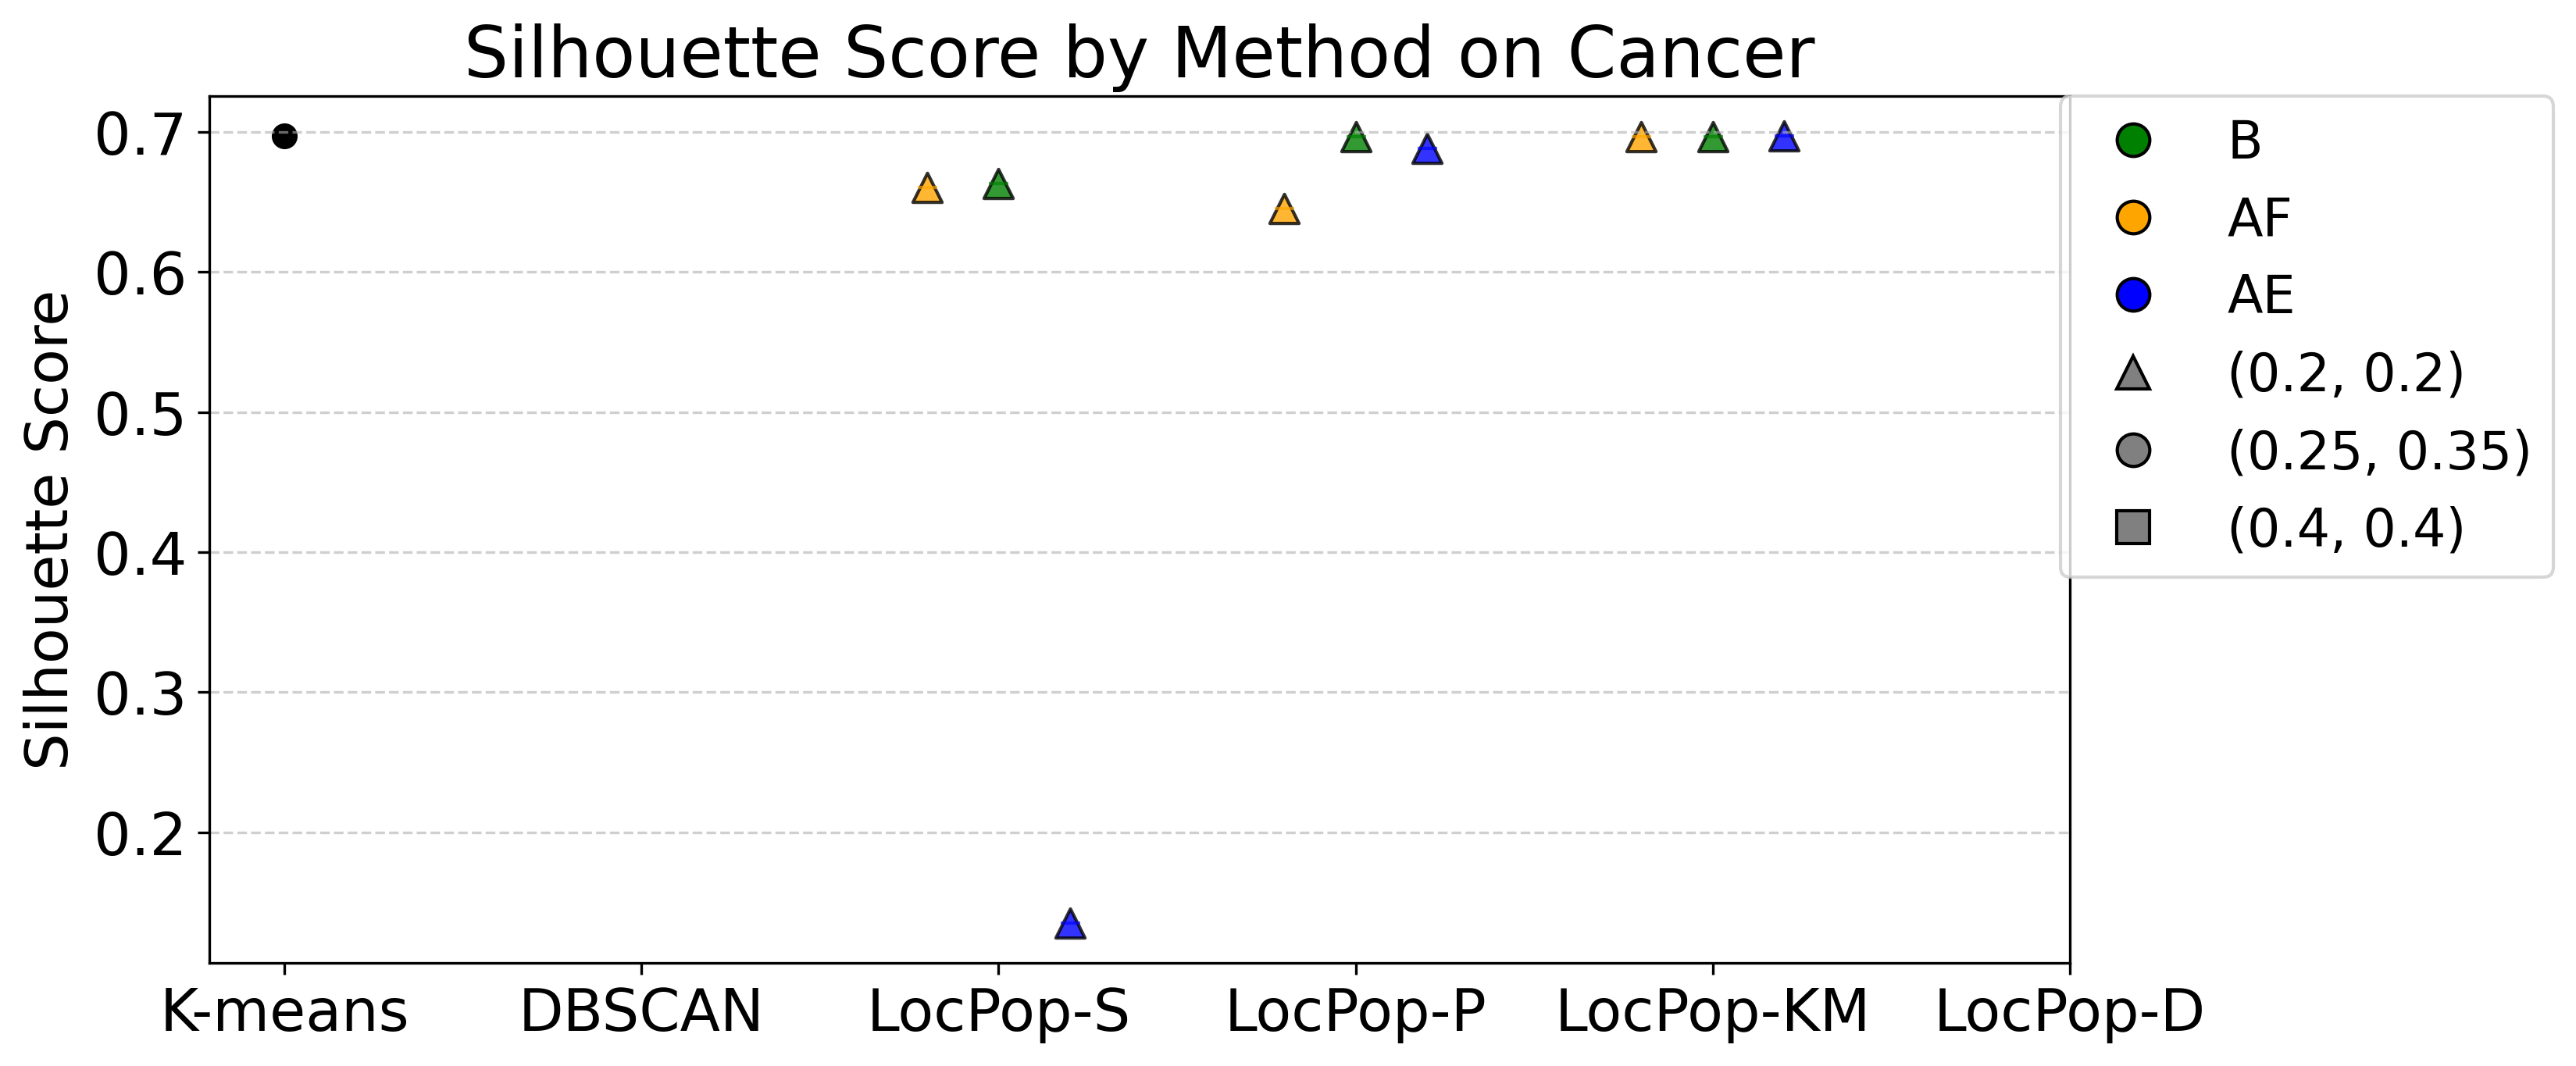 Silhouette Score by Method on Cancer
Silhouette Score
0.7
0.6
0.5
0.4
0.3
0.2
K-means
DBSCAN
LocPop-S
LocPop-P
LocPop-KM
LocPop-D
B
AF
AE
(0.2, 0.2)
(0.25, 0.35)
(0.4, 0.4)